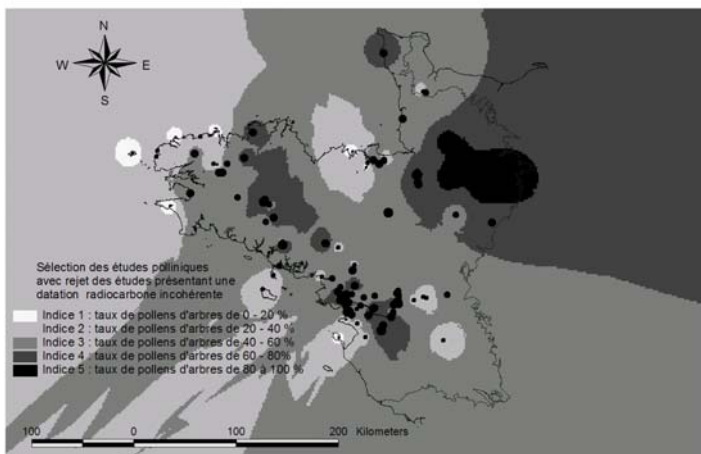 N
W E
S
Sélection des études polliniques
avec rejet des études présentant une
datation radiocarbone incohérente
Indice 1 : taux de pollens d'arbres de 0 - 20 %
Indice 2 : taux de pollens d'arbres de 20 - 40 %
Indice 3 : taux de pollens d'arbres de 40 - 60 %
Indice 4 : taux de pollens d'arbres de 60 - 80%
Indice 5 : taux de pollens d'arbres de 80 à 100 %
100 0 100 200 Kilometers